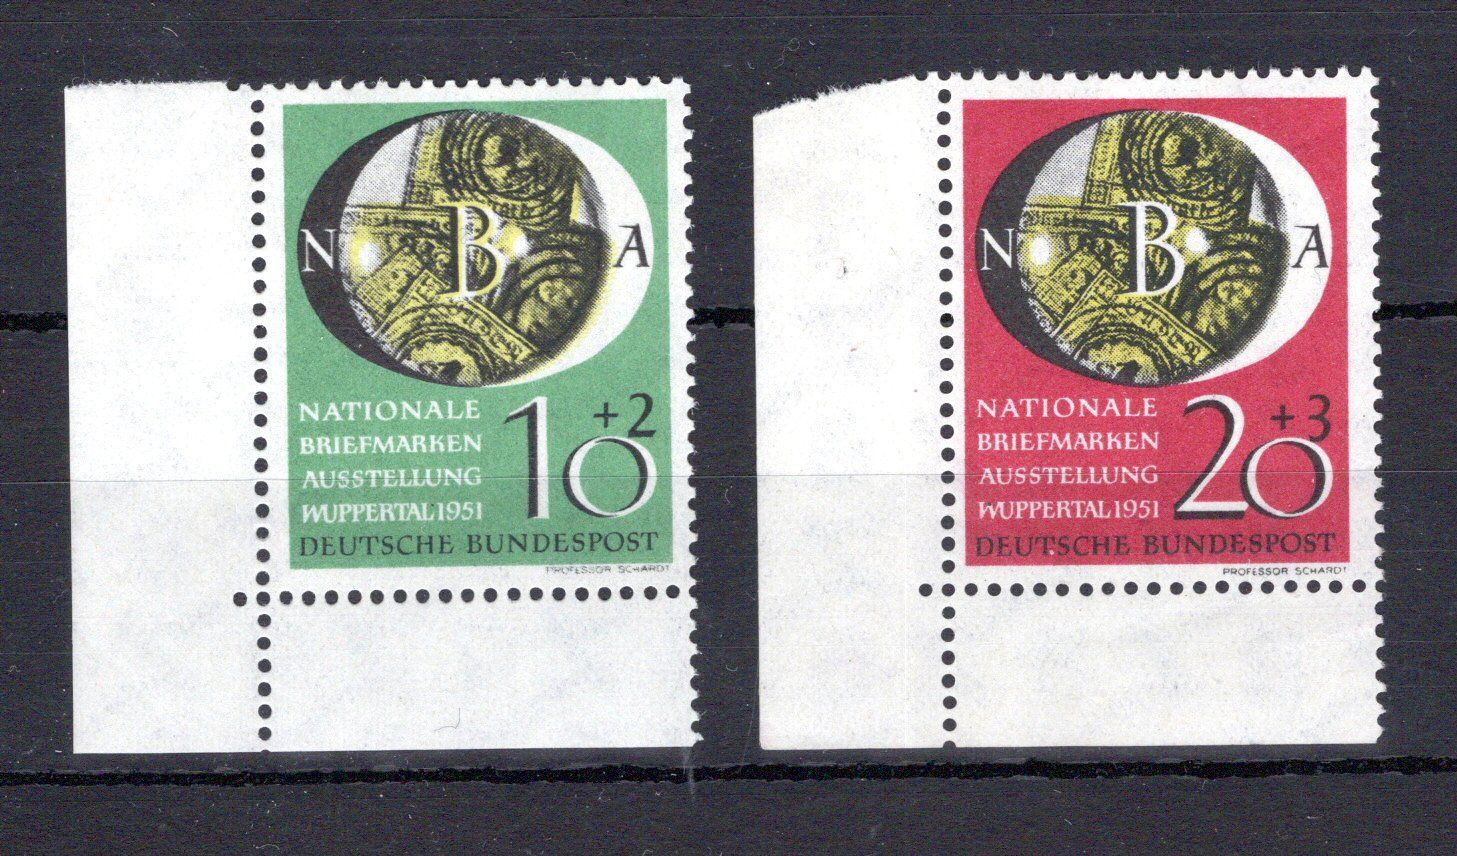 N B A
NATIONALE
BRIEFMARKEN
AUSSTELLUNG
WUPPERTAL 1951
10 +2
DEUTSCHE BUNDESPOST
PROFESSOR SCHARDT
N B A
NATIONALE
BRIEFMARKEN
AUSSTELLUNG
WUPPERTAL 1951
20 +3
DEUTSCHE BUNDESPOST
PROFESSOR SCHARDT